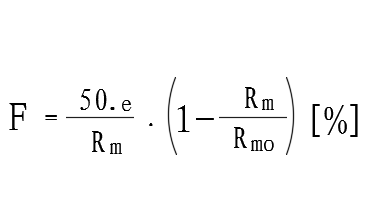 F = 50.e / Rm . (1 − Rm / Rmo) [%]